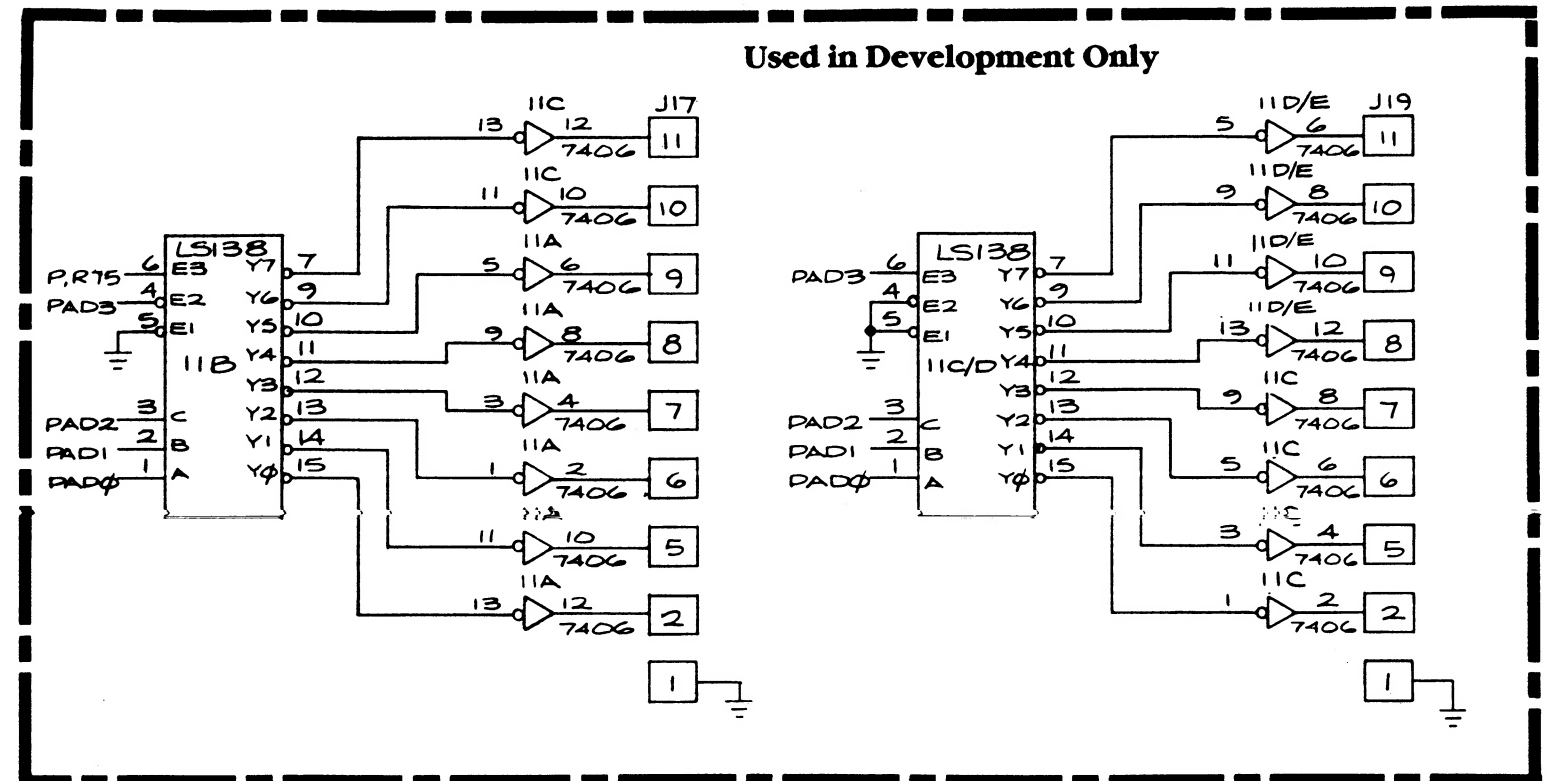 Used in Development Only
11C J17
13 12 7406 11
11C
11 10 7406 10
11A
5 6 7406 9
11A
9 8 7406 8
11A
3 4 7406 7
11A
1 2 7406 6
11 10 7406 5
11A
13 12 7406 2
1
LS138
P,R75 6 E3 Y7 7
PAD3 4 E2 Y6 9
5 E1 Y5 10
11B Y4 11
Y3 12
PAD2 3 C Y2 13
PAD1 2 B Y1 14
PADØ 1 A YØ 15
11D/E J19
5 6 7406 11
11D/E
9 8 7406 10
11D/E
11 10 7406 9
11D/E
13 12 7406 8
11C
9 8 7406 7
11C
5 6 7406 6
3 4 7406 5
11C
1 2 7406 2
1
LS138
PAD3 6 E3 Y7 7
4 E2 Y6 9
5 E1 Y5 10
11C/D Y4 11
Y3 12
PAD2 3 C Y2 13
PAD1 2 B Y1 14
PADØ 1 A YØ 15